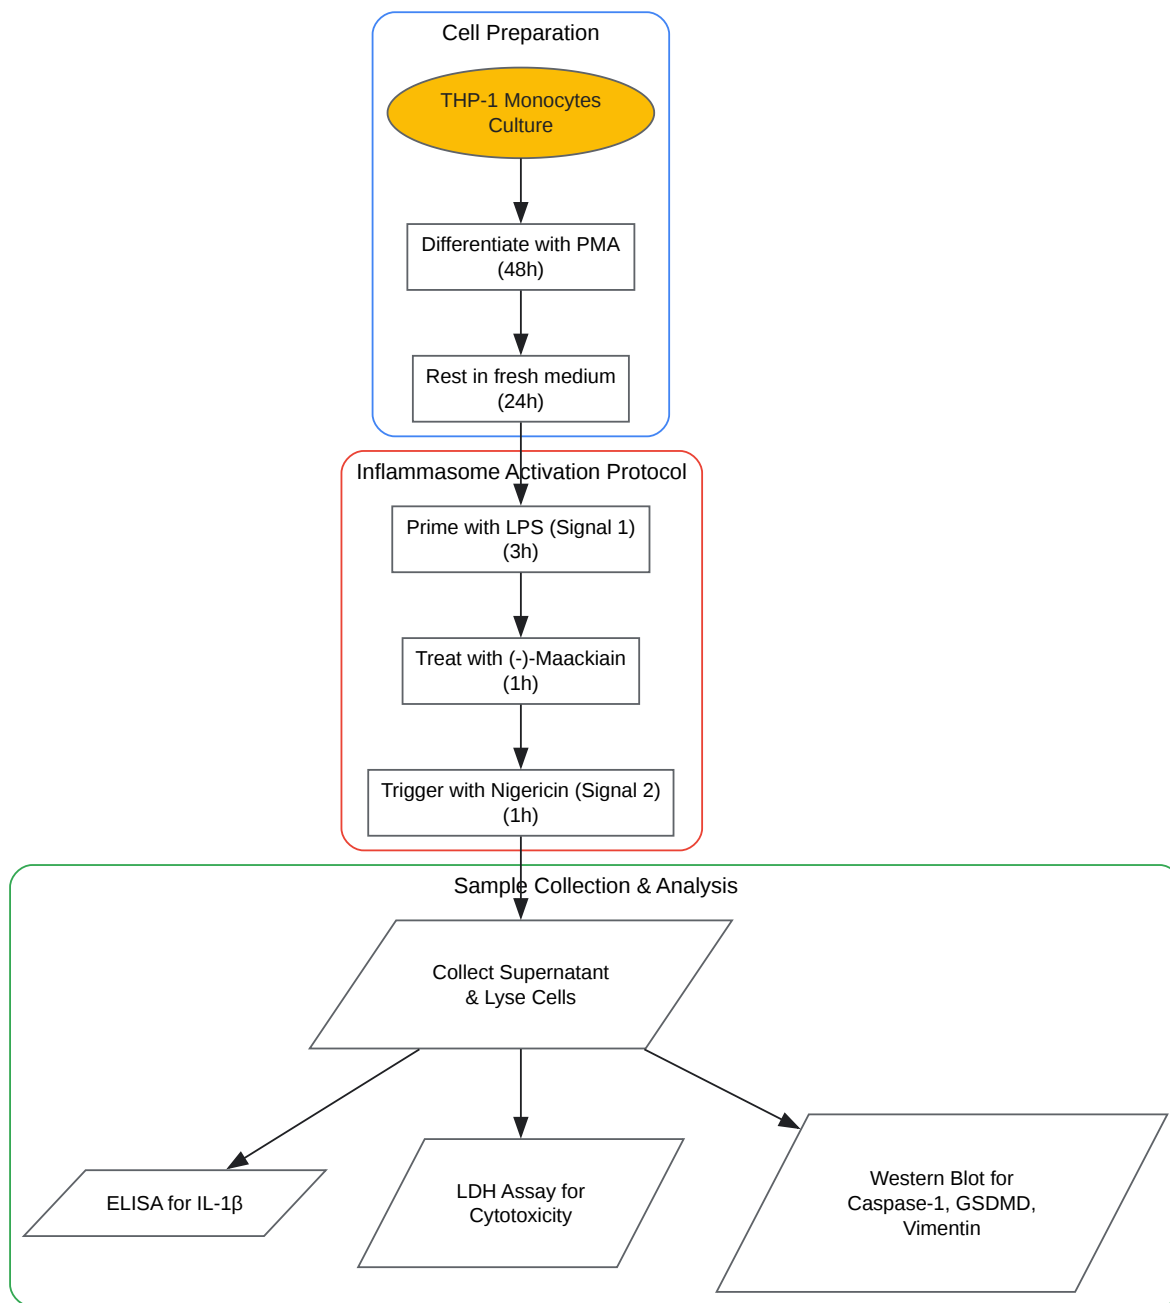 Cell Preparation
THP-1 Monocytes
Culture
Differentiate with PMA
(48h)
Rest in fresh medium
(24h)
Inflammasome Activation Protocol
Prime with LPS (Signal 1)
(3h)
Treat with (-)-Maackiain
(1h)
Trigger with Nigericin (Signal 2)
(1h)
Sample Collection & Analysis
Collect Supernatant
& Lyse Cells
ELISA for IL-1β
LDH Assay for
Cytotoxicity
Western Blot for
Caspase-1, GSDMD,
Vimentin